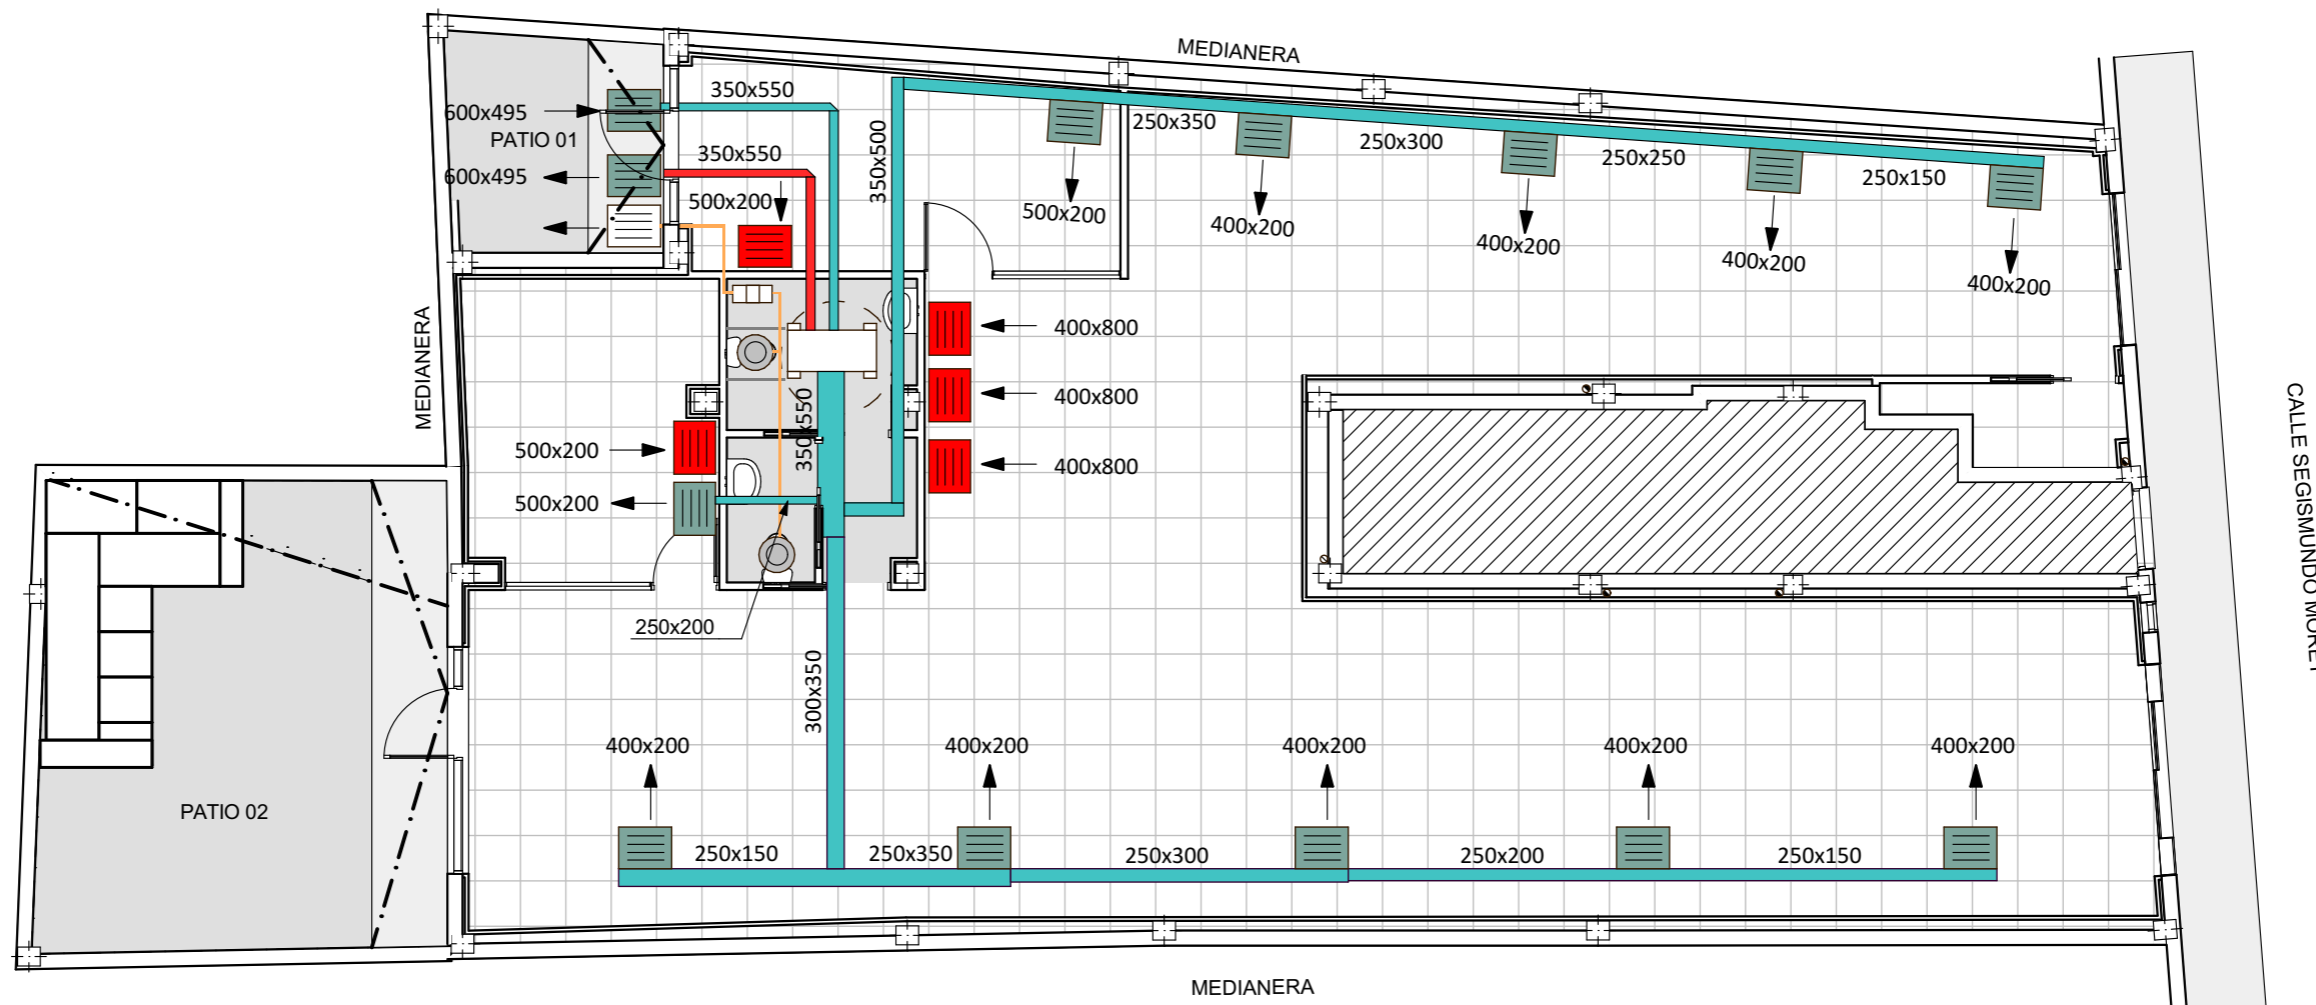 MEDIANERA
350x550
600x495
PATIO 01
350x550
600x495
500x200
350x500
250x350
250x300
250x250
250x150
500x200
400x200
400x200
400x200
400x200
MEDIANERA
400x800
400x800
400x800
350x550
500x200
500x200
CALLE SEGISMUNDO MORET
250x200
300x350
400x200
400x200
400x200
400x200
400x200
PATIO 02
250x150
250x350
250x300
250x200
250x150
MEDIANERA